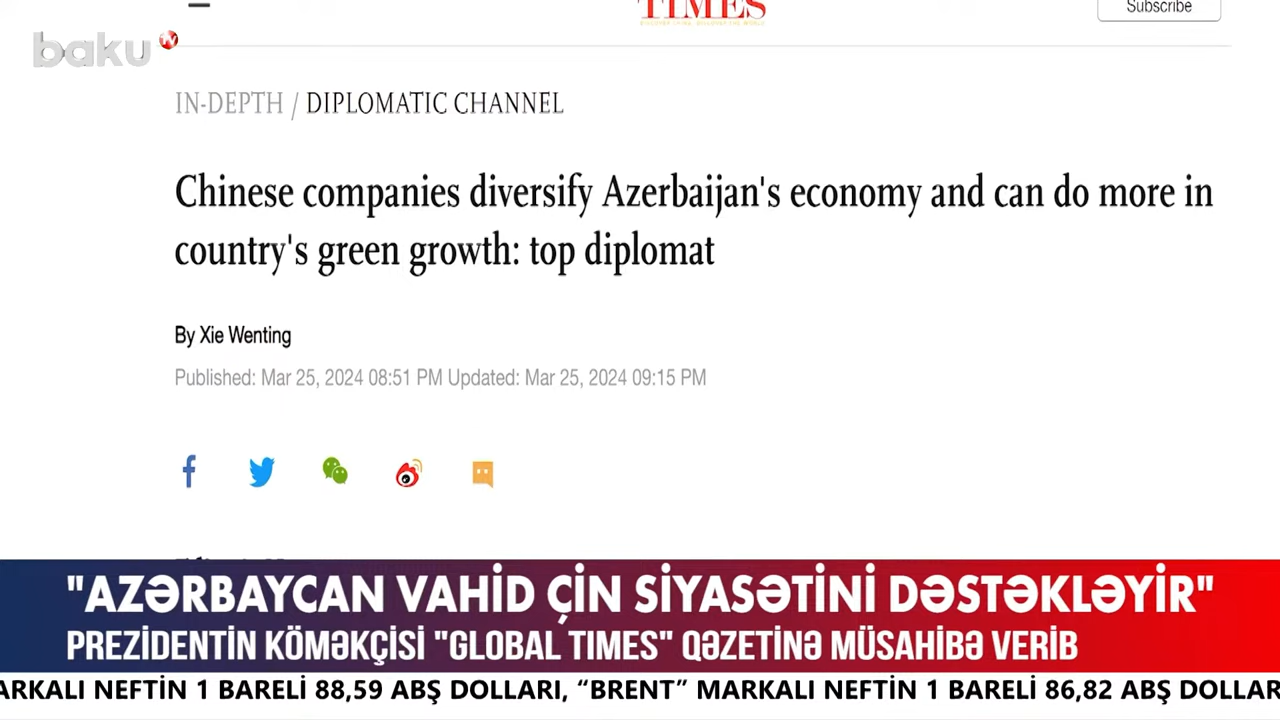 TIMES
Subscribe
baku TV
IN-DEPTH / DIPLOMATIC CHANNEL
Chinese companies diversify Azerbaijan's economy and can do more in
country's green growth: top diplomat
By Xie Wenting
Published: Mar 25, 2024 08:51 PM Updated: Mar 25, 2024 09:15 PM
"AZƏRBAYCAN VAHİD ÇİN SİYASƏTİNİ DƏSTƏKLƏYİR"
PREZİDENTİN KÖMƏKÇİSİ "GLOBAL TIMES" QƏZETİNƏ MÜSAHİBƏ VERİB
ARKALI NEFTİN 1 BARELİ 88,59 ABŞ DOLLARI, “BRENT” MARKALI NEFTİN 1 BARELİ 86,82 ABŞ DOLLAR